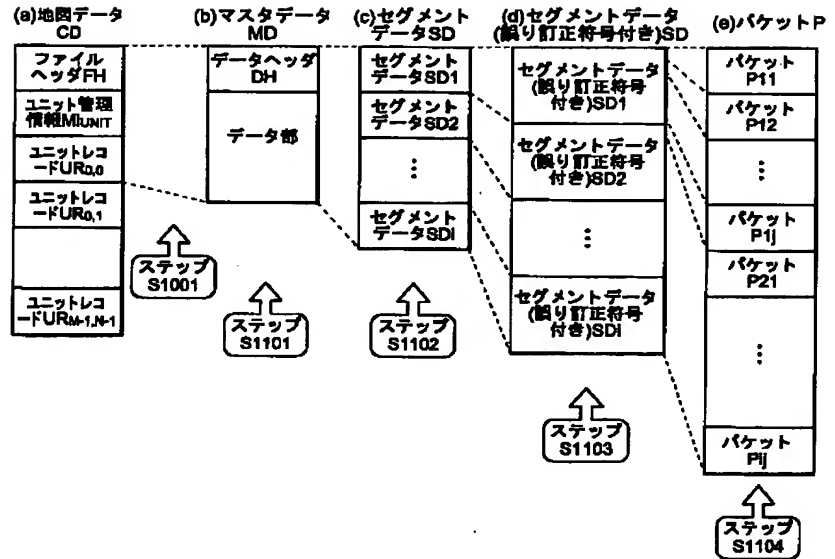 (a)地図データ
CD
ファイル
ヘッダFH
ユニット管理
情報MIUNIT
ユニットレコ
ードUR0,0
ユニットレコ
ードUR0,1
ユニットレコ
ードURM-1,N-1
ステップ
S1001
(b)マスタデータ
MD
データヘッダ
DH
データ部
ステップ
S1101
(c)セグメント
データSD
セグメント
データSD1
セグメント
データSD2
⋮
セグメント
データSDi
ステップ
S1102
(d)セグメントデータ
(誤り訂正符号付き)SD
セグメントデータ
(誤り訂正符号
付き)SD1
セグメントデータ
(誤り訂正符号
付き)SD2
⋮
セグメントデータ
(誤り訂正符号
付き)SDi
ステップ
S1103
(e)パケットP
パケット
P11
パケット
P12
⋮
パケット
P1j
パケット
P21
⋮
パケット
Pij
ステップ
S1104